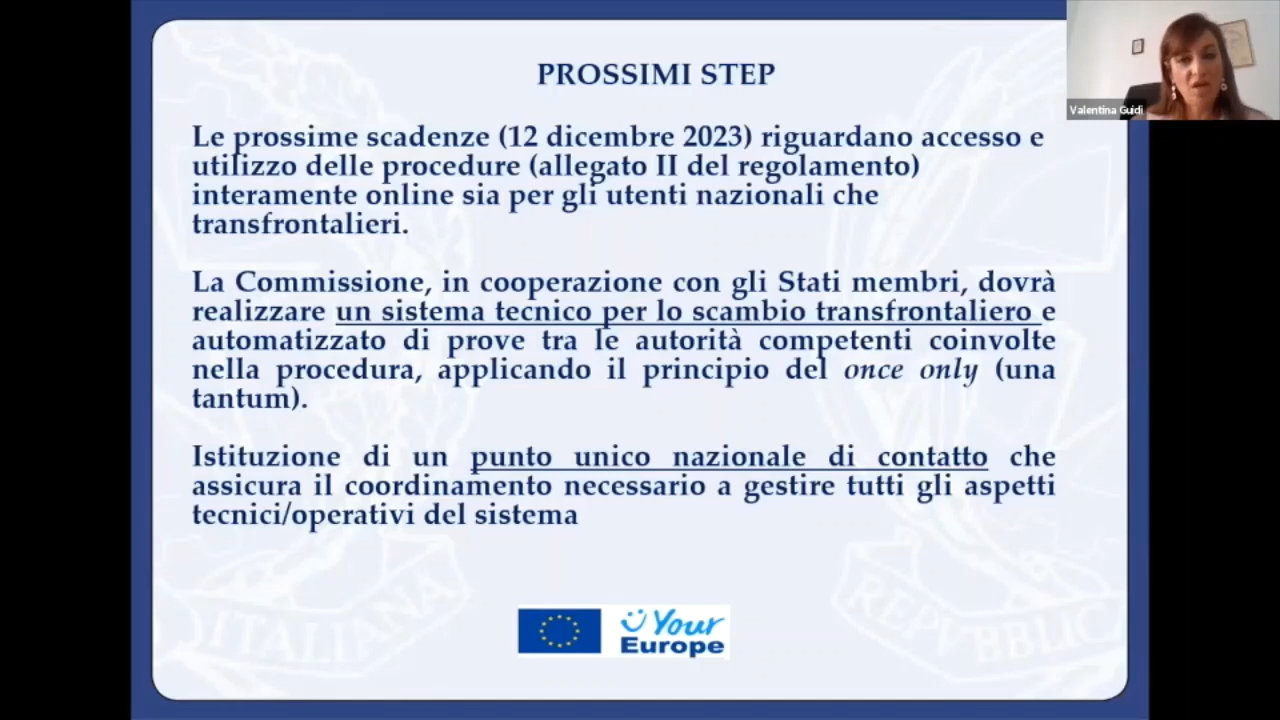 PROSSIMI STEP
Valentina Guidi
Le prossime scadenze (12 dicembre 2023) riguardano accesso e
utilizzo delle procedure (allegato II del regolamento)
interamente online sia per gli utenti nazionali che
transfrontalieri.
La Commissione, in cooperazione con gli Stati membri, dovrà
realizzare un sistema tecnico per lo scambio transfrontaliero e
automatizzato di prove tra le autorità competenti coinvolte
nella procedura, applicando il principio del once only (una
tantum).
Istituzione di un punto unico nazionale di contatto che
assicura il coordinamento necessario a gestire tutti gli aspetti
tecnici/operativi del sistema
ITALIANA
REPVBBLIC
Your
Europe